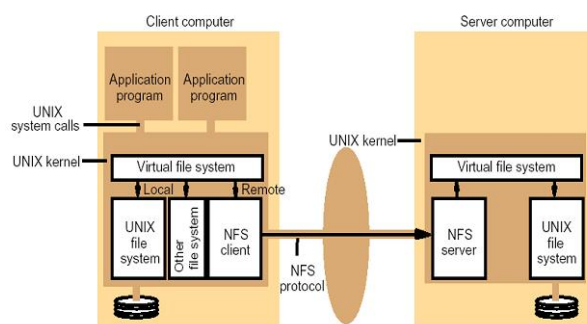 Client computer
Server computer
Application
program
Application
program
UNIX
system calls
UNIX kernel
Virtual file system
Local
Remote
UNIX
file
system
Other
file system
NFS
client
NFS
protocol
UNIX kernel
Virtual file system
NFS
server
UNIX
file
system